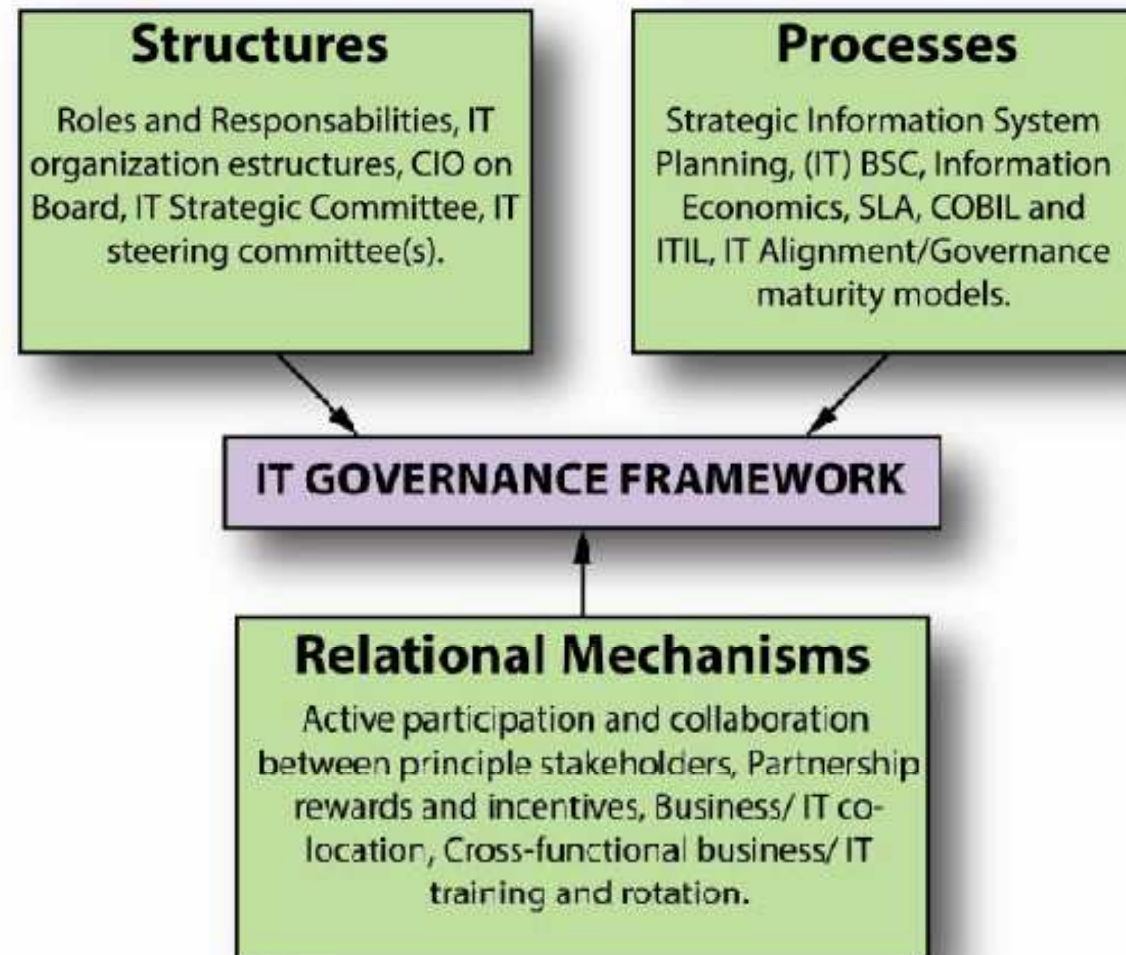 Structures
Roles and Responsabilities, IT
organization estructures, CIO on
Board, IT Strategic Committee, IT
steering committee(s).
Processes
Strategic Information System
Planning, (IT) BSC, Information
Economics, SLA, COBIL and
ITIL, IT Alignment/Governance
maturity models.
IT GOVERNANCE FRAMEWORK
Relational Mechanisms
Active participation and collaboration
between principle stakeholders, Partnership
rewards and incentives, Business/ IT co-
location, Cross-functional business/ IT
training and rotation.